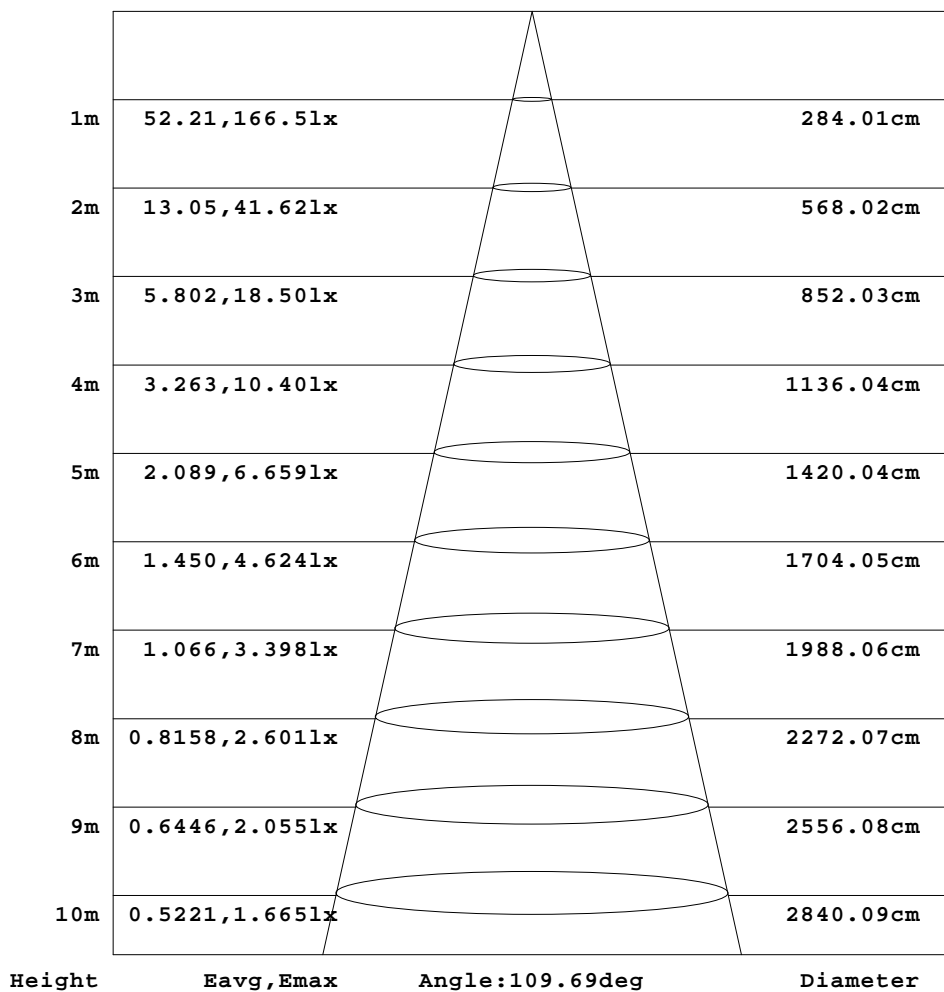 1m 52.21,166.5lx 284.01cm
2m 13.05,41.62lx 568.02cm
3m 5.802,18.50lx 852.03cm
4m 3.263,10.40lx 1136.04cm
5m 2.089,6.659lx 1420.04cm
6m 1.450,4.624lx 1704.05cm
7m 1.066,3.398lx 1988.06cm
8m 0.8158,2.601lx 2272.07cm
9m 0.6446,2.055lx 2556.08cm
10m 0.5221,1.665lx 2840.09cm
Height Eavg,Emax Angle:109.69deg Diameter